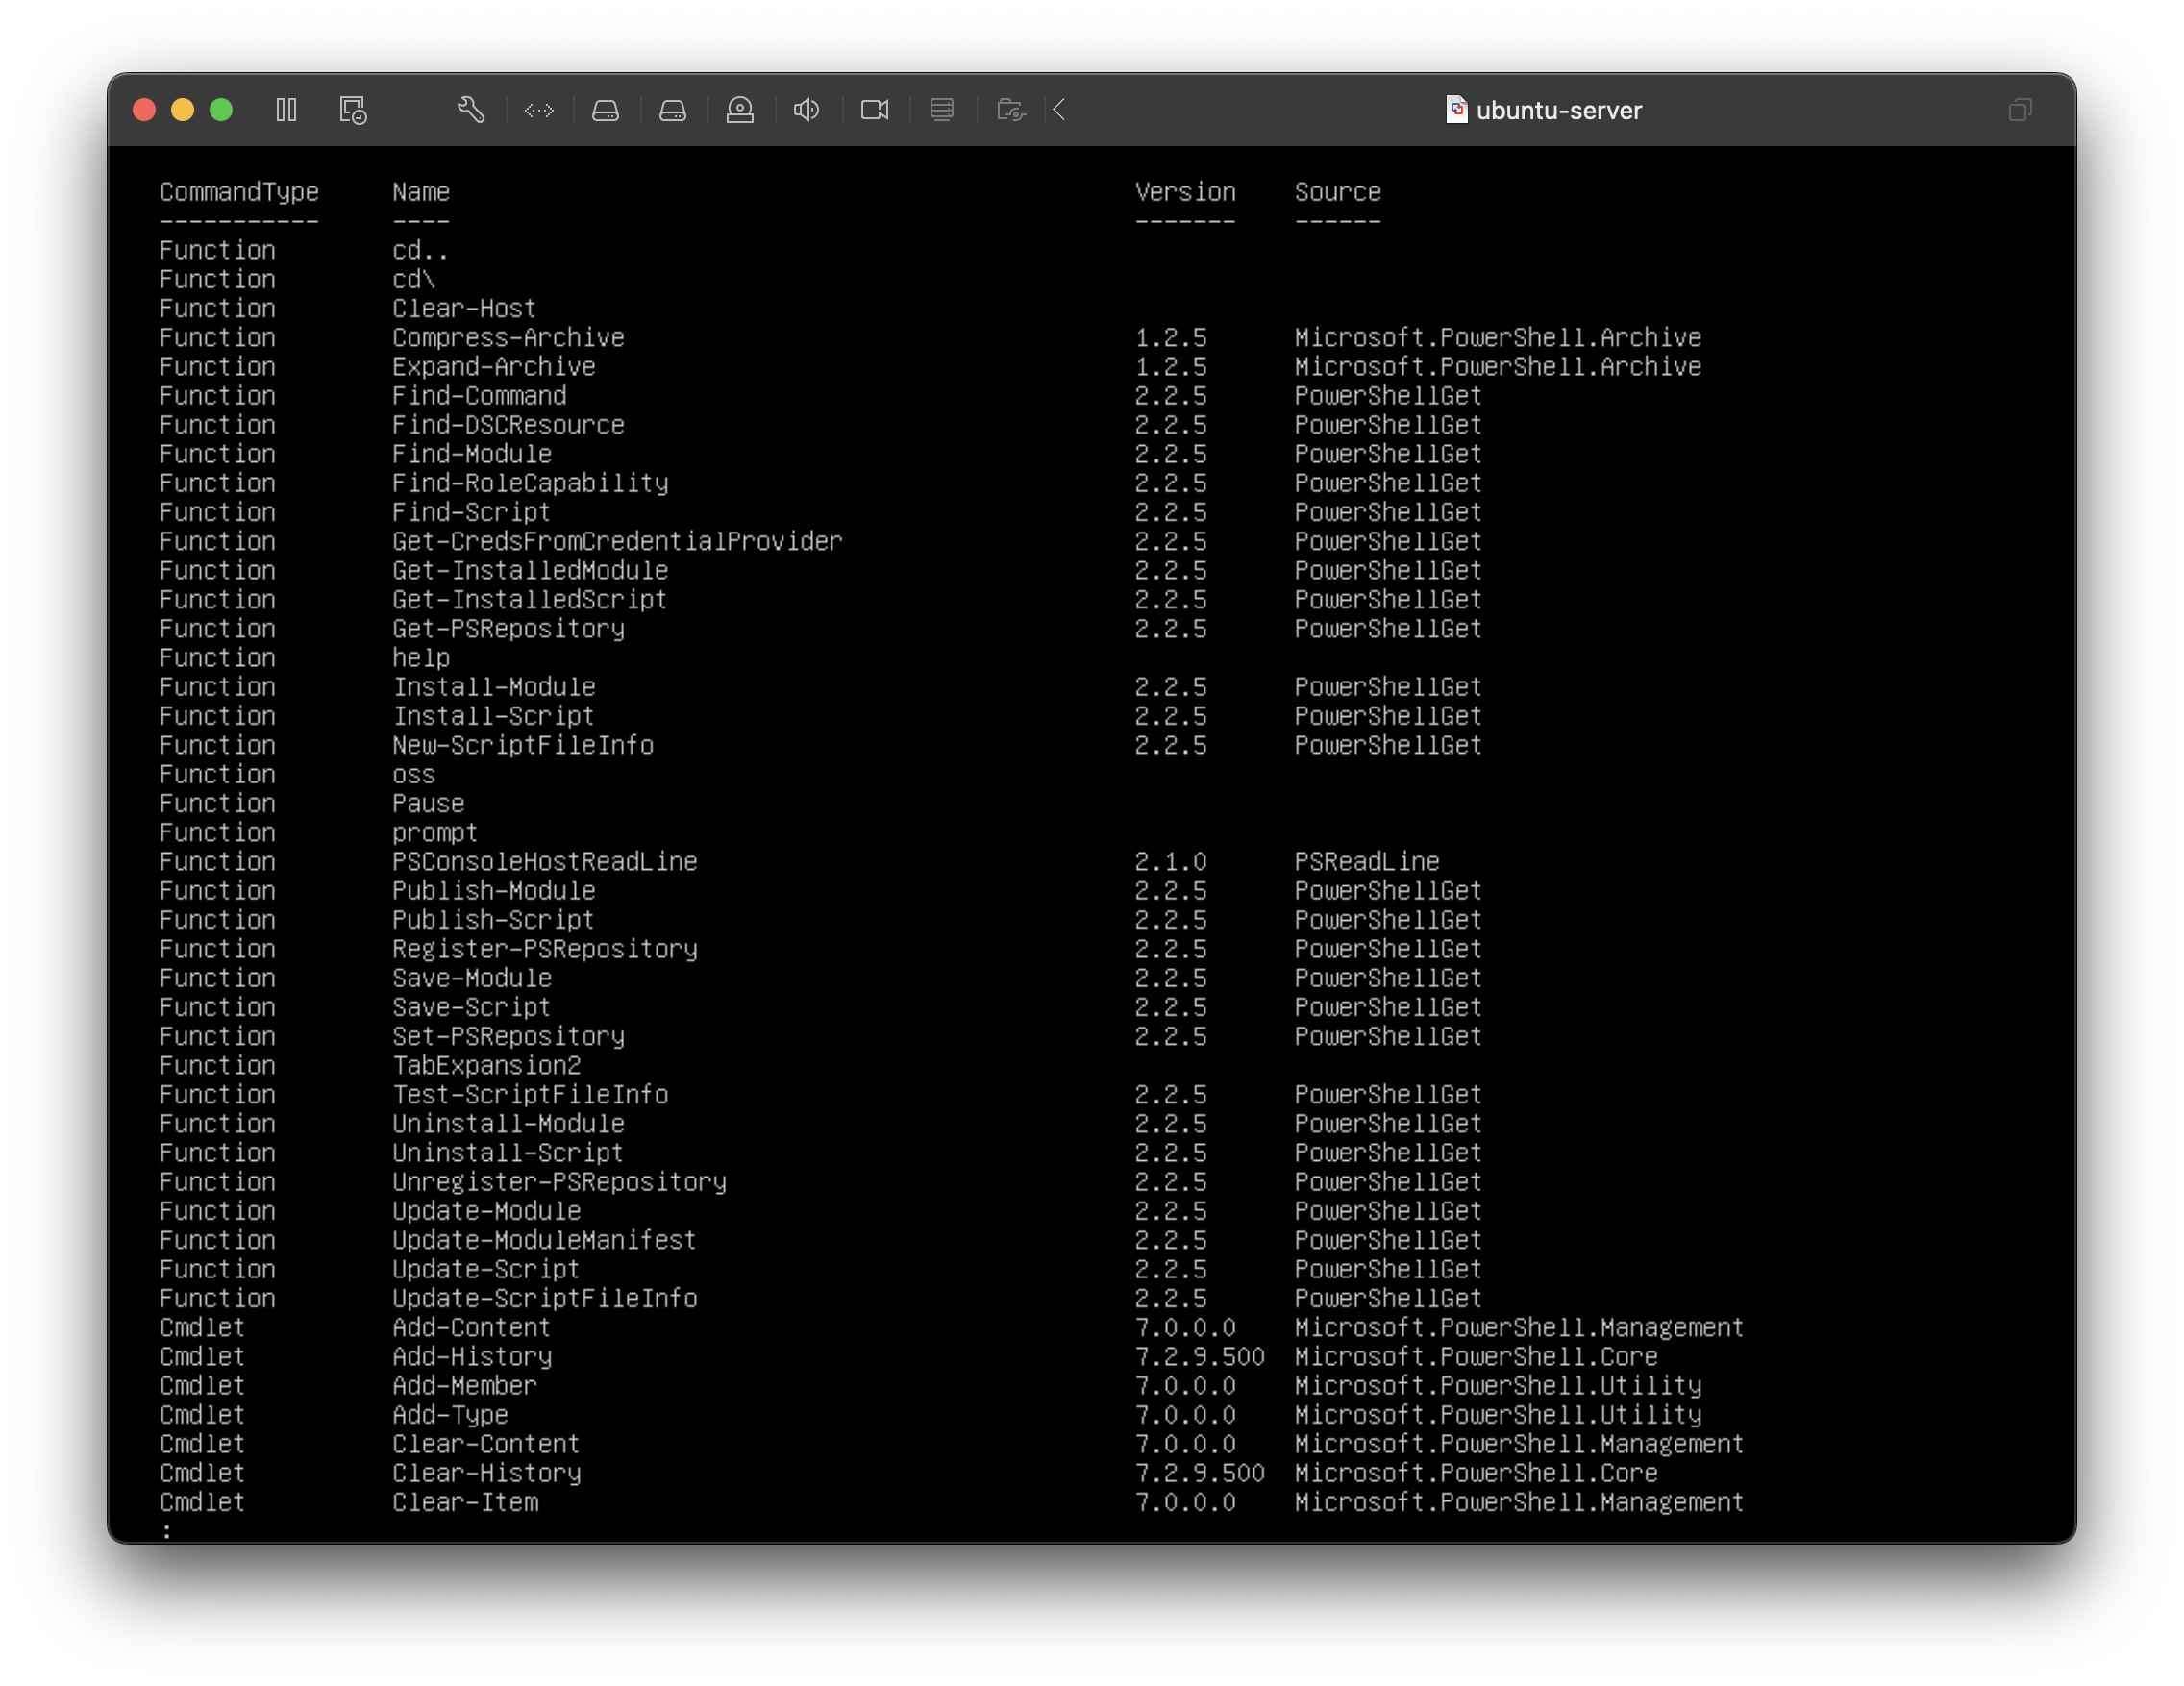 ubuntu-server
CommandType     Name                                               Version    Source
-----------     ----                                               -------    ------
Function        cd..
Function        cd\
Function        Clear-Host
Function        Compress-Archive                                   1.2.5      Microsoft.PowerShell.Archive
Function        Expand-Archive                                     1.2.5      Microsoft.PowerShell.Archive
Function        Find-Command                                       2.2.5      PowerShellGet
Function        Find-DSCResource                                   2.2.5      PowerShellGet
Function        Find-Module                                        2.2.5      PowerShellGet
Function        Find-RoleCapability                                2.2.5      PowerShellGet
Function        Find-Script                                        2.2.5      PowerShellGet
Function        Get-CredsFromCredentialProvider                    2.2.5      PowerShellGet
Function        Get-InstalledModule                                2.2.5      PowerShellGet
Function        Get-InstalledScript                                2.2.5      PowerShellGet
Function        Get-PSRepository                                   2.2.5      PowerShellGet
Function        help
Function        Install-Module                                     2.2.5      PowerShellGet
Function        Install-Script                                     2.2.5      PowerShellGet
Function        New-ScriptFileInfo                                 2.2.5      PowerShellGet
Function        oss
Function        Pause
Function        prompt
Function        PSConsoleHostReadLine                              2.1.0      PSReadLine
Function        Publish-Module                                     2.2.5      PowerShellGet
Function        Publish-Script                                     2.2.5      PowerShellGet
Function        Register-PSRepository                              2.2.5      PowerShellGet
Function        Save-Module                                        2.2.5      PowerShellGet
Function        Save-Script                                        2.2.5      PowerShellGet
Function        Set-PSRepository                                   2.2.5      PowerShellGet
Function        TabExpansion2
Function        Test-ScriptFileInfo                                2.2.5      PowerShellGet
Function        Uninstall-Module                                   2.2.5      PowerShellGet
Function        Uninstall-Script                                   2.2.5      PowerShellGet
Function        Unregister-PSRepository                            2.2.5      PowerShellGet
Function        Update-Module                                      2.2.5      PowerShellGet
Function        Update-ModuleManifest                              2.2.5      PowerShellGet
Function        Update-Script                                      2.2.5      PowerShellGet
Function        Update-ScriptFileInfo                              2.2.5      PowerShellGet
Cmdlet          Add-Content                                        7.0.0.0    Microsoft.PowerShell.Management
Cmdlet          Add-History                                        7.2.9.500  Microsoft.PowerShell.Core
Cmdlet          Add-Member                                         7.0.0.0    Microsoft.PowerShell.Utility
Cmdlet          Add-Type                                           7.0.0.0    Microsoft.PowerShell.Utility
Cmdlet          Clear-Content                                      7.0.0.0    Microsoft.PowerShell.Management
Cmdlet          Clear-History                                      7.2.9.500  Microsoft.PowerShell.Core
Cmdlet          Clear-Item                                         7.0.0.0    Microsoft.PowerShell.Management
: